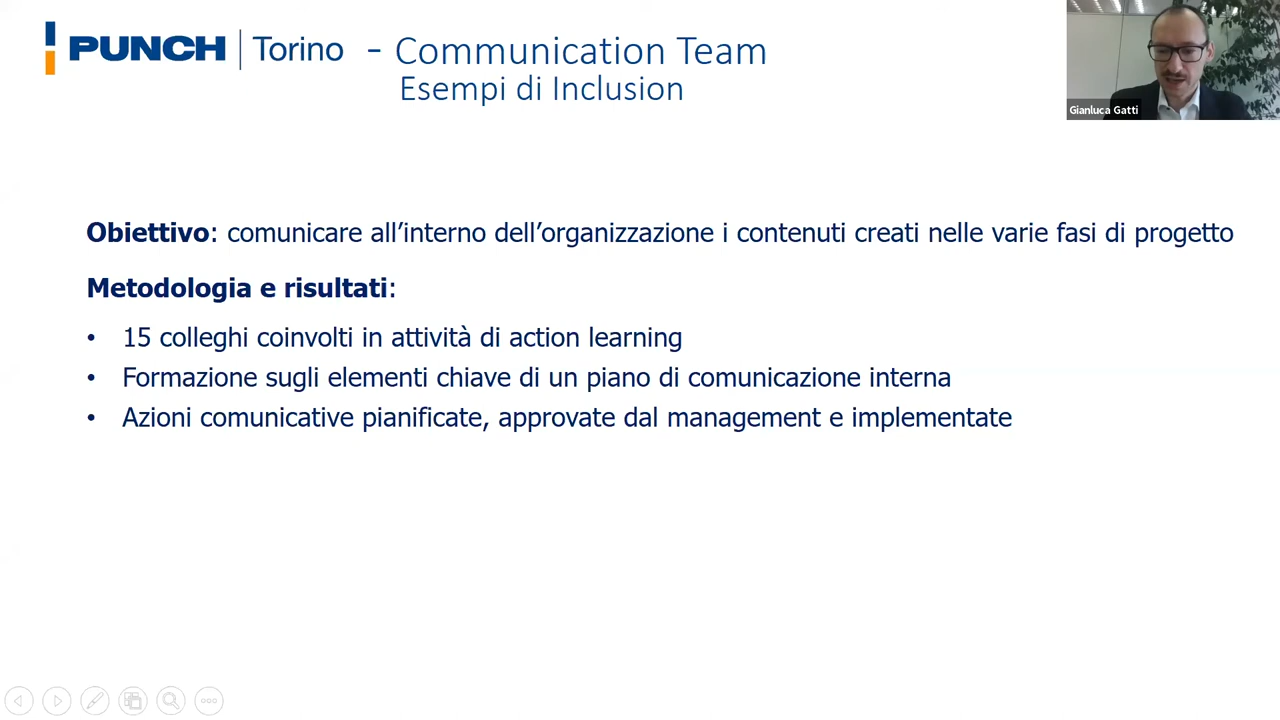 PUNCH Torino - Communication Team
Esempi di Inclusion
Gianluca Gatti
Obiettivo: comunicare all’interno dell’organizzazione i contenuti creati nelle varie fasi di progetto
Metodologia e risultati:
• 15 colleghi coinvolti in attività di action learning
• Formazione sugli elementi chiave di un piano di comunicazione interna
• Azioni comunicative pianificate, approvate dal management e implementate